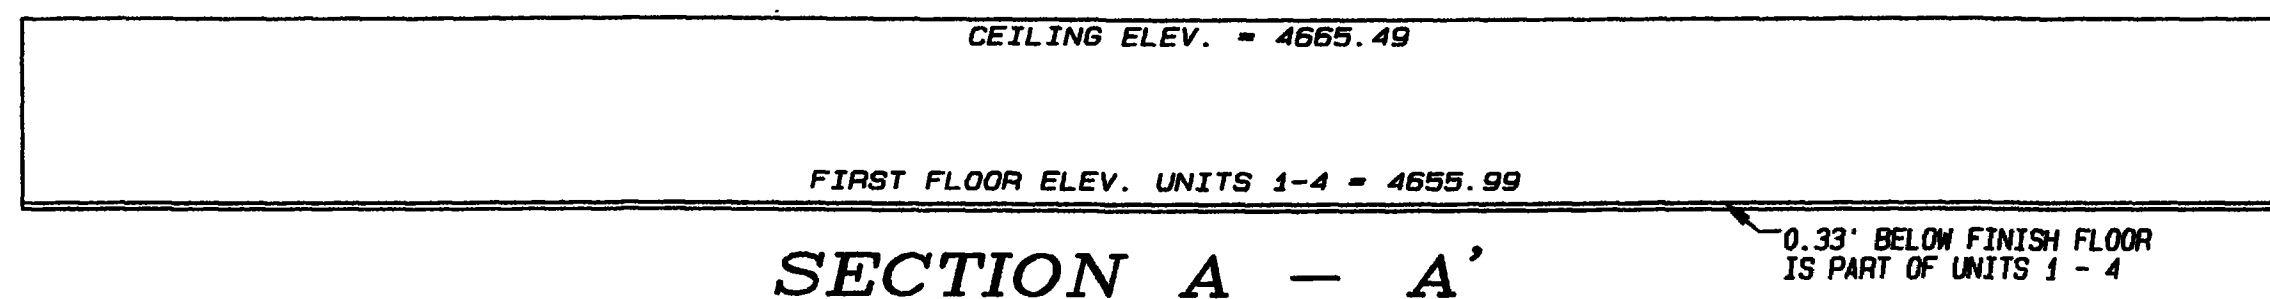 CEILING ELEV. = 4665.49
FIRST FLOOR ELEV. UNITS 1-4 = 4655.99
0.33' BELOW FINISH FLOOR
IS PART OF UNITS 1 - 4
SECTION A - A'